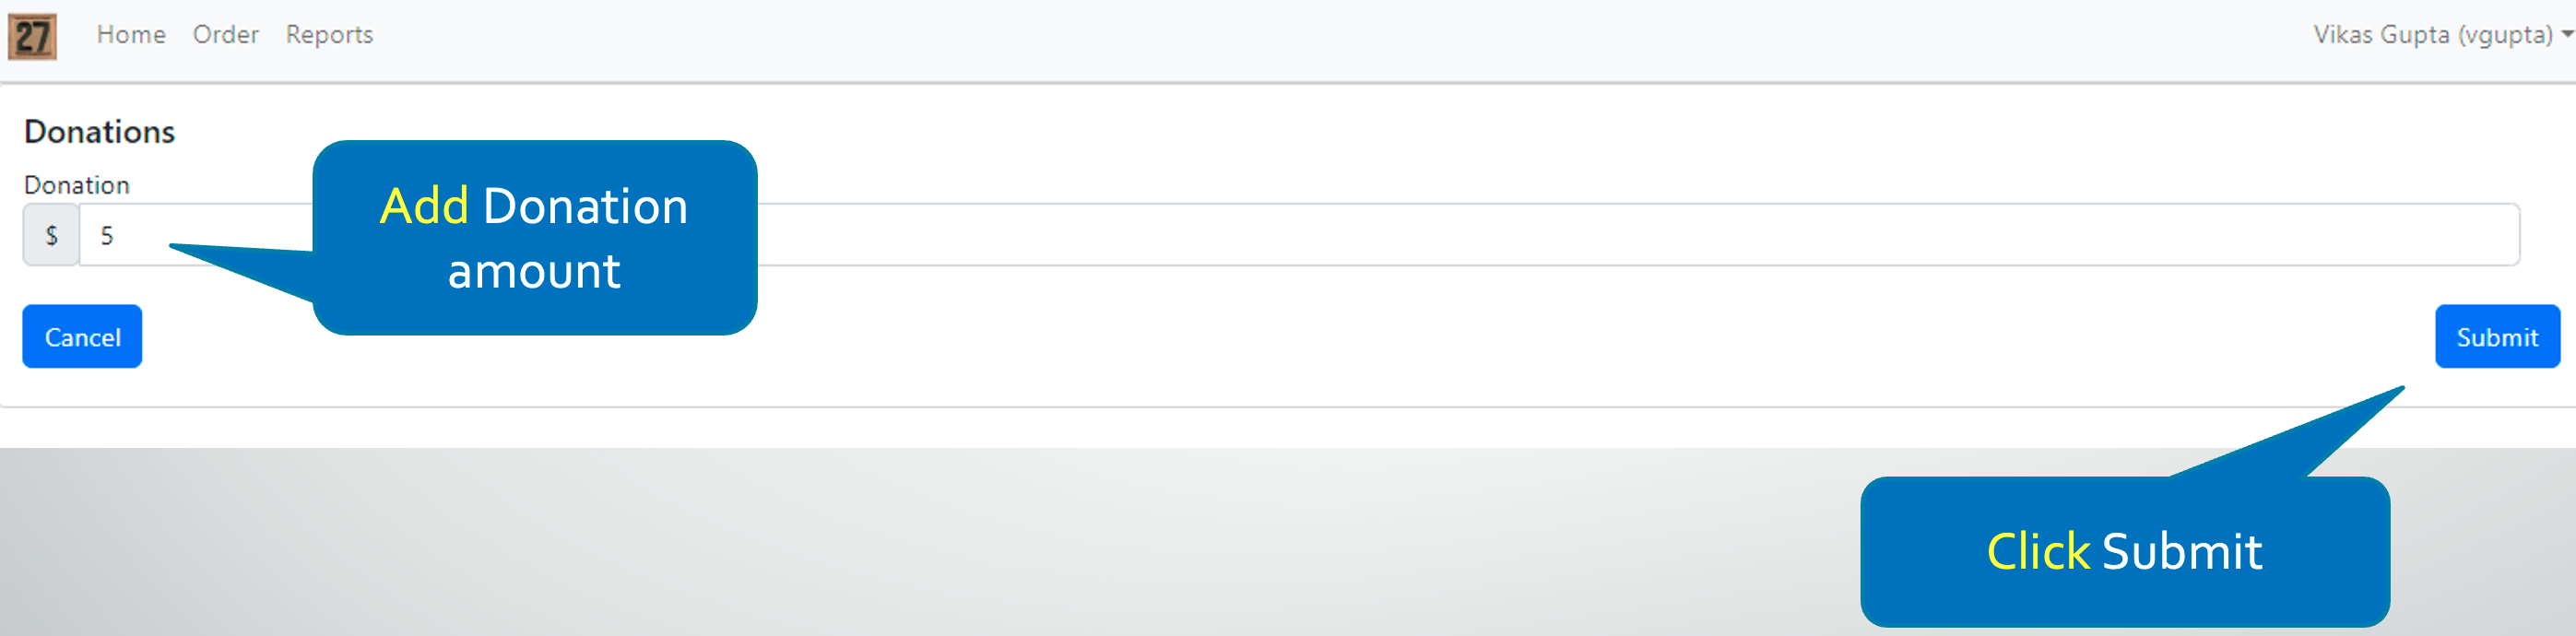 27 Home Order Reports Vikas Gupta (vgupta)
Donations
Donation
$ 5
Add Donation
amount
Cancel
Submit
Click Submit